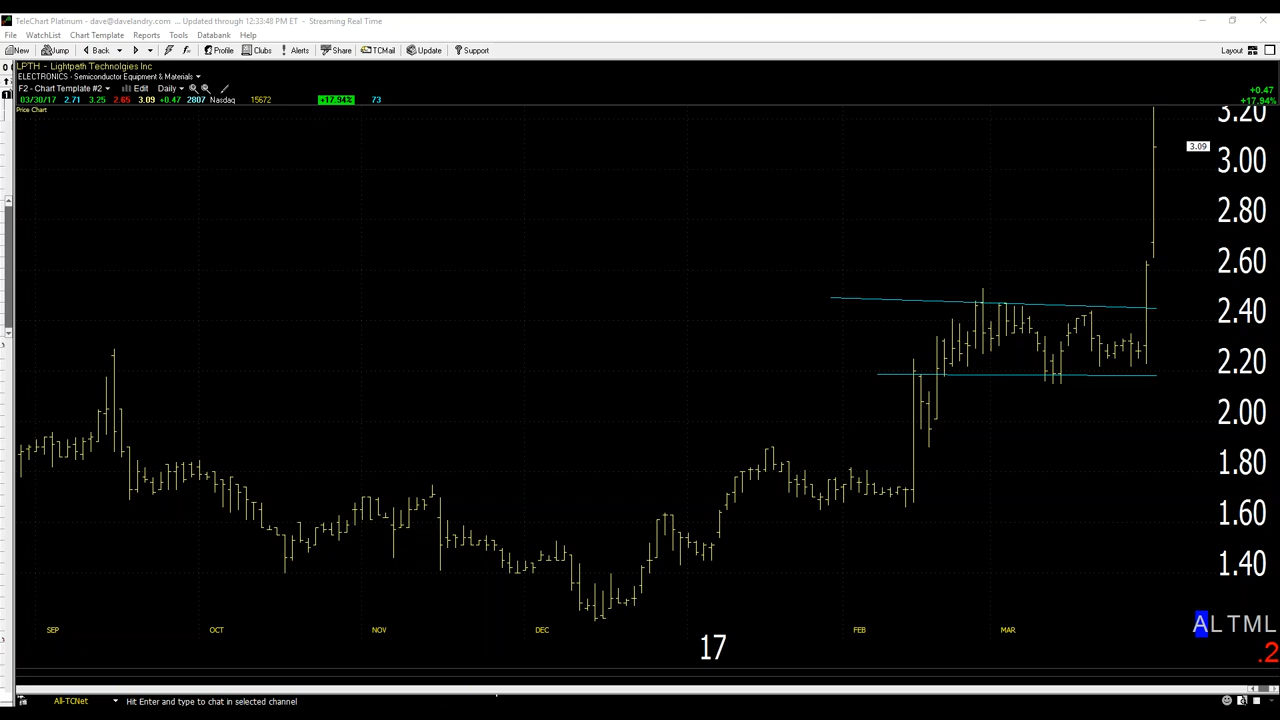 TeleChart Platinum - dave@davelandry.com ... Updated through 12:33:48 PM ET - Streaming Real Time
File WatchList Chart Template Reports Tools Databank Help
New Jump Back Profile Clubs Alerts Share TCMail Update Support Layout
LPTH - Lightpath Technolgies Inc
ELECTRONICS - Semiconductor Equipment & Materials
F2 - Chart Template #2 Edit Daily
03/30/17 2.71 3.25 2.65 3.09 +0.47 2807 Nasdaq 15672 +17.94% 73 +0.47
+17.94%
Price Chart
3.20
3.09
3.00
2.80
2.60
2.40
2.20
2.00
1.80
1.60
1.40
SEP OCT NOV DEC 17 FEB MAR
ALTML
.2
All-TCNet Hit Enter and type to chat in selected channel